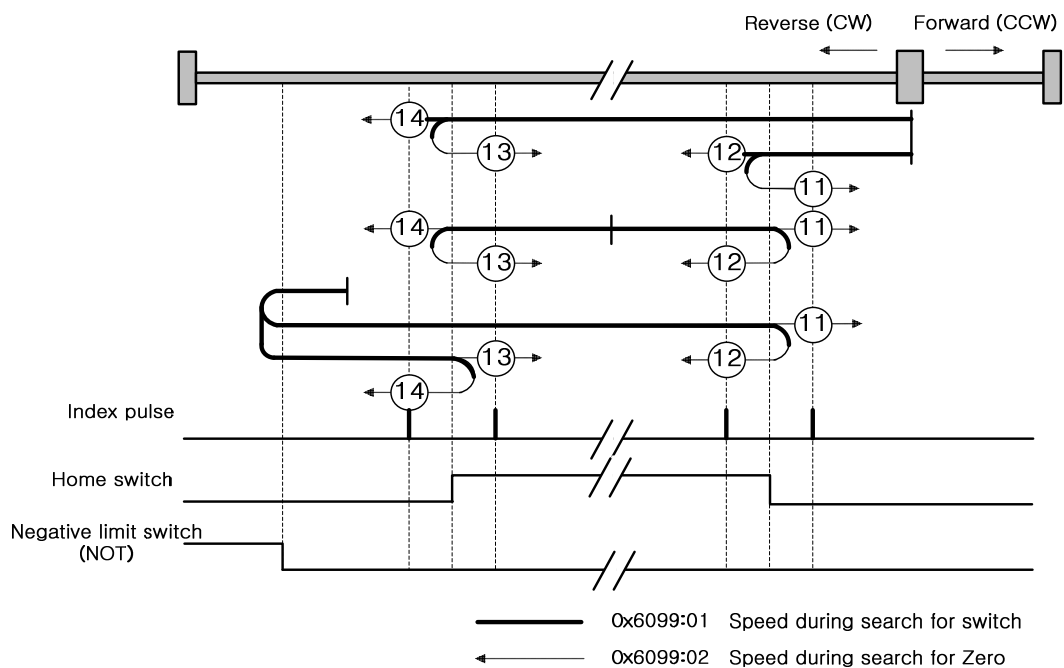 Reverse (CW) Forward (CCW)
14
13 12
11
14 11
13 12
11
13 12
14
Index pulse
Home switch
Negative limit switch
(NOT)
0x6099:01 Speed during search for switch
0x6099:02 Speed during search for Zero